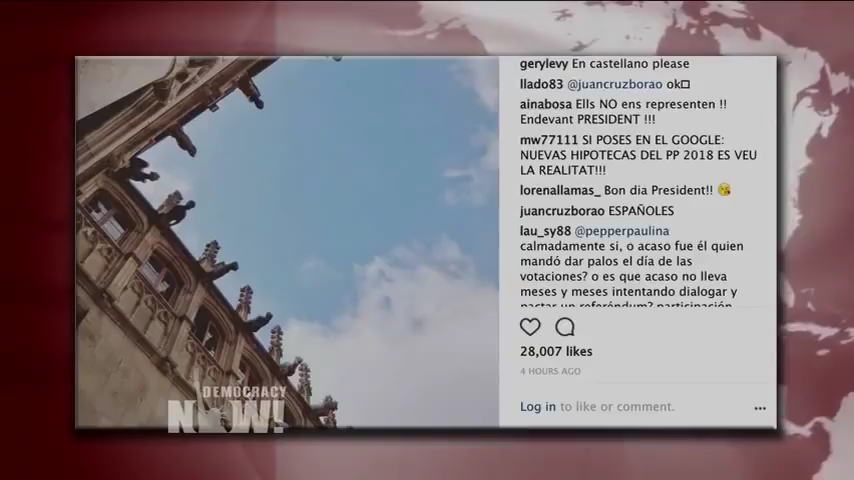 gerylevy En castellano please
llado83 @juancruzborao ok
ainabosa Ells NO ens representen !!
Endevant PRESIDENT !!!
mw77111 SI POSES EN EL GOOGLE:
NUEVAS HIPOTECAS DEL PP 2018 ES VEU
LA REALITAT!!!
lorenallamas_ Bon dia President!! 😘
juancruzborao ESPAÑOLES
lau_sy88 @pepperpaulina
calmadamente si, o acaso fue él quien
mandó dar palos el día de las
votaciones? o es que acaso no lleva
meses y meses intentando dialogar y
pactar un referéndum? participación
28,007 likes
4 HOURS AGO
Log in to like or comment.
DEMOCRACY
NOW!